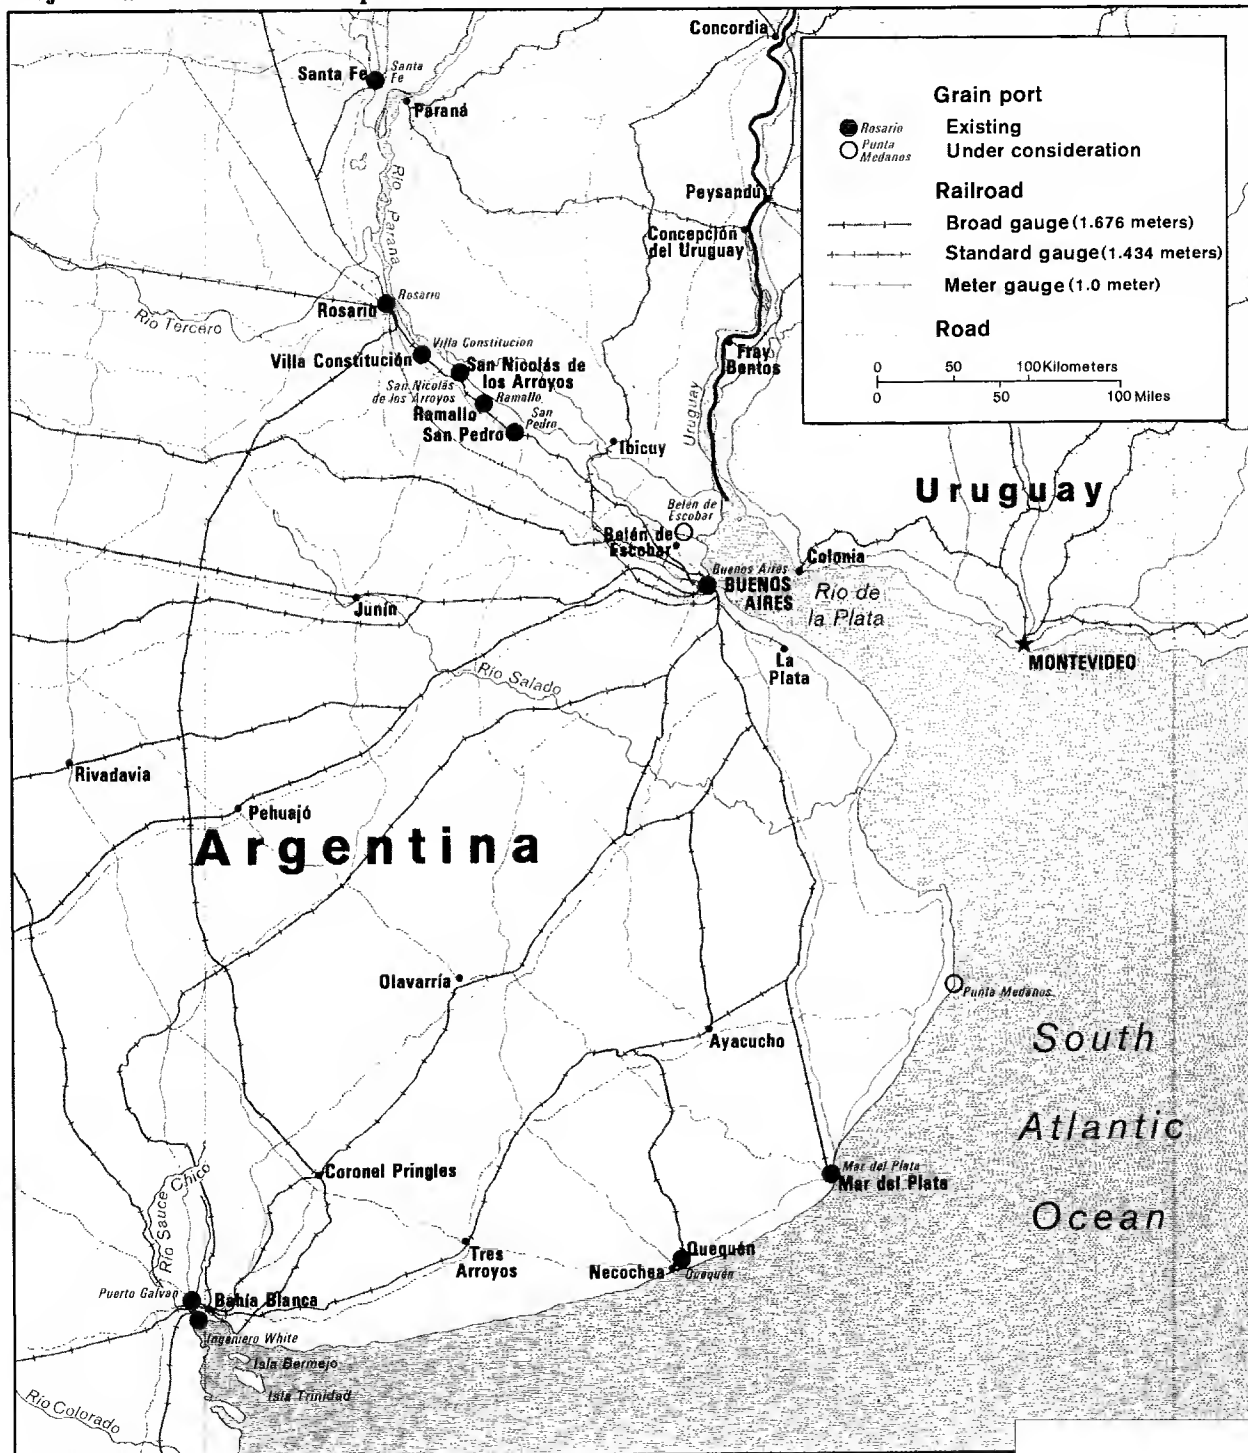 Concordia
Santa Fe
Santa
Fe
Paraná
Río Paraná
Grain port
Rosario Existing
Punta
Medanos
Under consideration
Railroad
Broad gauge (1.676 meters)
Standard gauge (1.434 meters)
Meter gauge (1.0 meter)
Road
0 50 100 Kilometers
0 50 100 Miles
Peysandú
Concepción
del Uruguay
Rosario
Rosario
Río Tercero
Villa Constitucion
Villa Constitución
San Nicolás de
los Arroyos
San Nicolás
de los Arroyos
Ramallo
Ramallo
San
Pedro
San Pedro
Fray
Bentos
Uruguay
Ibicuy
Uruguay
Belén de
Escobar
Belén de
Escobar
Colonia
Buenos Aires
BUENOS
AIRES
Río de
la Plata
Junín
La
Plata
MONTEVIDEO
Río Salado
Rivadavia
Pehuajó
Argentina
Olavarría
Punta Medanos
Ayacucho
South
Atlantic
Ocean
Coronel Pringles
Mar del Plata
Mar del Plata
Río Sauce Chico
Tres
Arroyos
Quequén
Necochea
Quequén
Puerto Galván
Bahía Blanca
Ingeniero White
Isla Bermejo
Isla Trinidad
Río Colorado